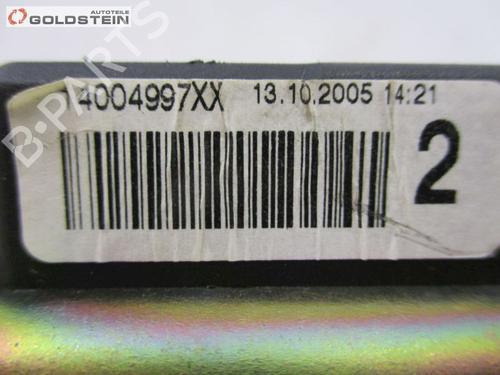 AUTOTEILE
GOLDSTEIN
4004997XX 13.10.2005 14:21
2
B-PARTS